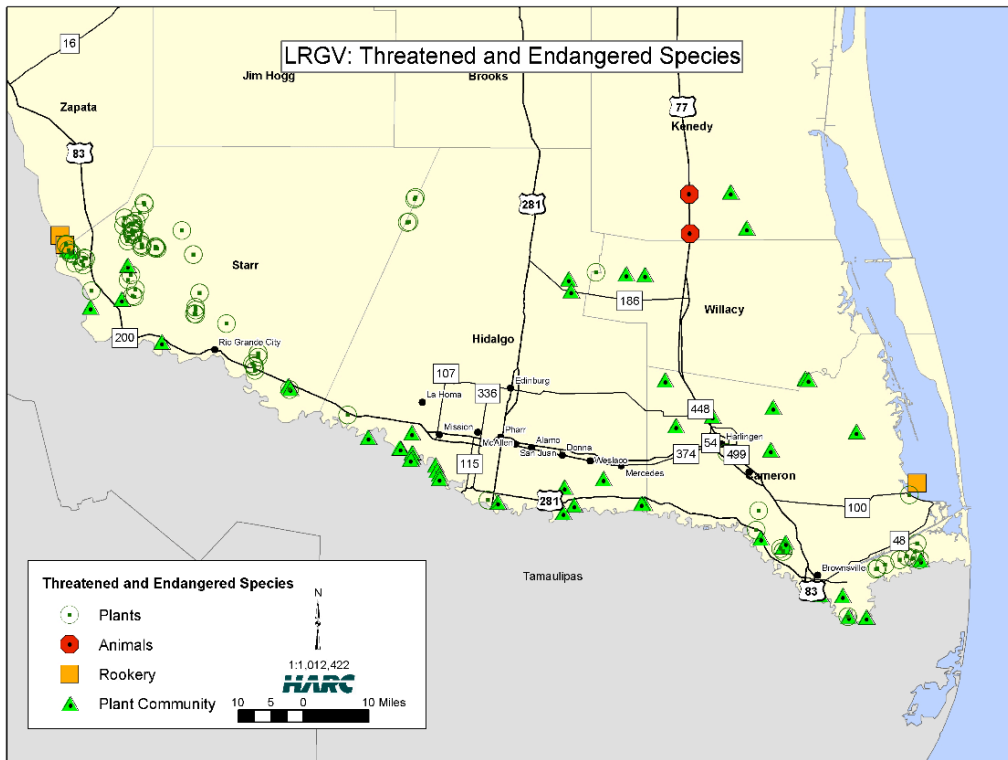 LRGV: Threatened and Endangered Species
16
Jim Hogg
Brooks
77
Kenedy
Zapata
83
281
Starr
186
Willacy
200
Rio Grande City
Hidalgo
107
336
Edinburg
La Homa
448
Mission
Pharr
McAllen
Alamo
San Juan
Donna
54
Harlingen
374
499
115
Weslaco
Mercedes
Cameron
281
100
48
Tamaulipas
Brownsville
83
Threatened and Endangered Species
Plants
Animals
Rookery
Plant Community
N
1:1,012,422
HARC
10 5 0 10 Miles